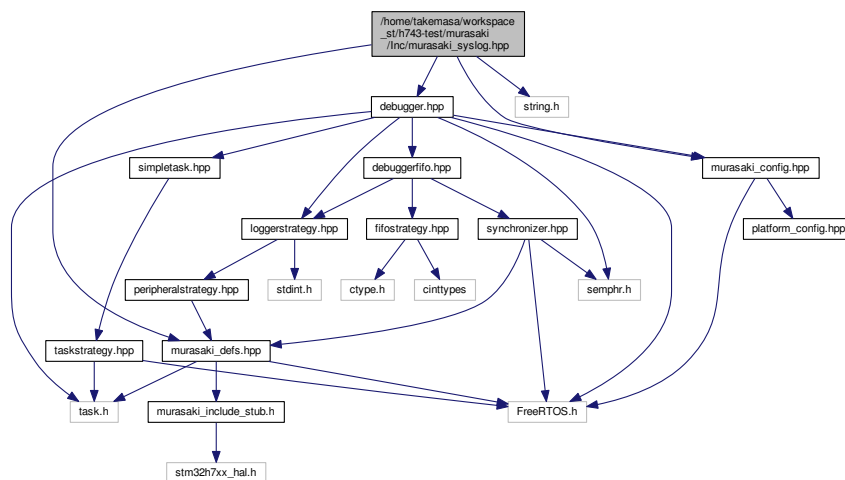 /home/takemasa/workspace
_st/h743-test/murasaki
/Inc/murasaki_syslog.hpp
debugger.hpp
string.h
simpletask.hpp
debuggerfifo.hpp
murasaki_config.hpp
loggerstrategy.hpp
fifostrategy.hpp
synchronizer.hpp
platform_config.hpp
peripheralstrategy.hpp
stdint.h
ctype.h
cinttypes
semphr.h
taskstrategy.hpp
murasaki_defs.hpp
task.h
murasaki_include_stub.h
FreeRTOS.h
stm32h7xx_hal.h